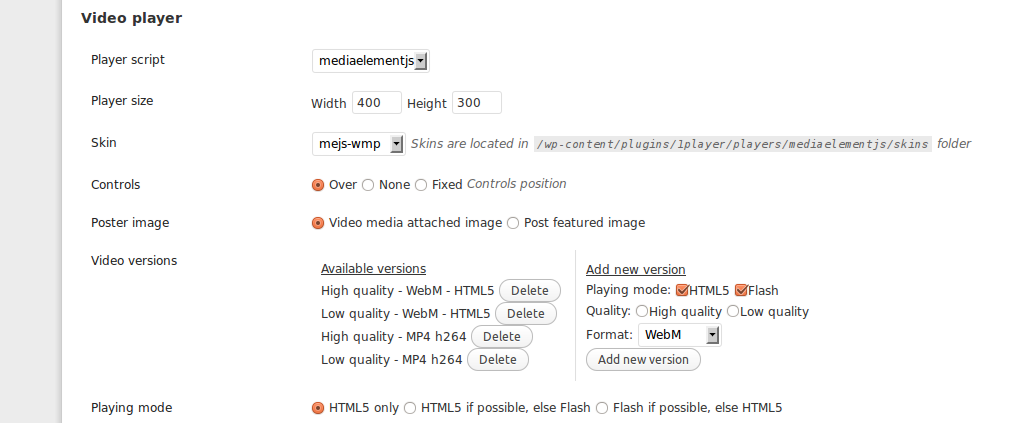 Video player
Player script mediaelementjs
Player size Width 400 Height 300
Skin mejs-wmp Skins are located in /wp-content/plugins/1player/players/mediaelementjs/skins folder
Controls Over None Fixed Controls position
Poster image Video media attached image Post featured image
Video versions
Available versions
High quality - WebM - HTML5 Delete
Low quality - WebM - HTML5 Delete
High quality - MP4 h264 Delete
Low quality - MP4 h264 Delete
Add new version
Playing mode: HTML5 Flash
Quality: High quality Low quality
Format: WebM
Add new version
Playing mode HTML5 only HTML5 if possible, else Flash Flash if possible, else HTML5